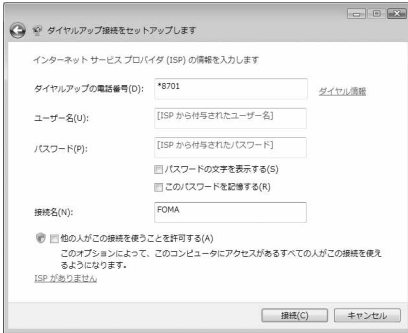 ダイヤルアップ接続をセットアップします
インターネット サービス プロバイダ (ISP) の情報を入力します
ダイヤルアップの電話番号(D): *8701 ダイヤル情報
ユーザー名(U): [ISP から付与されたユーザー名]
パスワード(P): [ISP から付与されたパスワード]
パスワードの文字を表示する(S)
このパスワードを記憶する(R)
接続名(N): FOMA
他の人がこの接続を使うことを許可する(A)
このオプションによって、このコンピュータにアクセスがあるすべての人がこの接続を使え
るようになります。
ISP がありません
接続(C) キャンセル